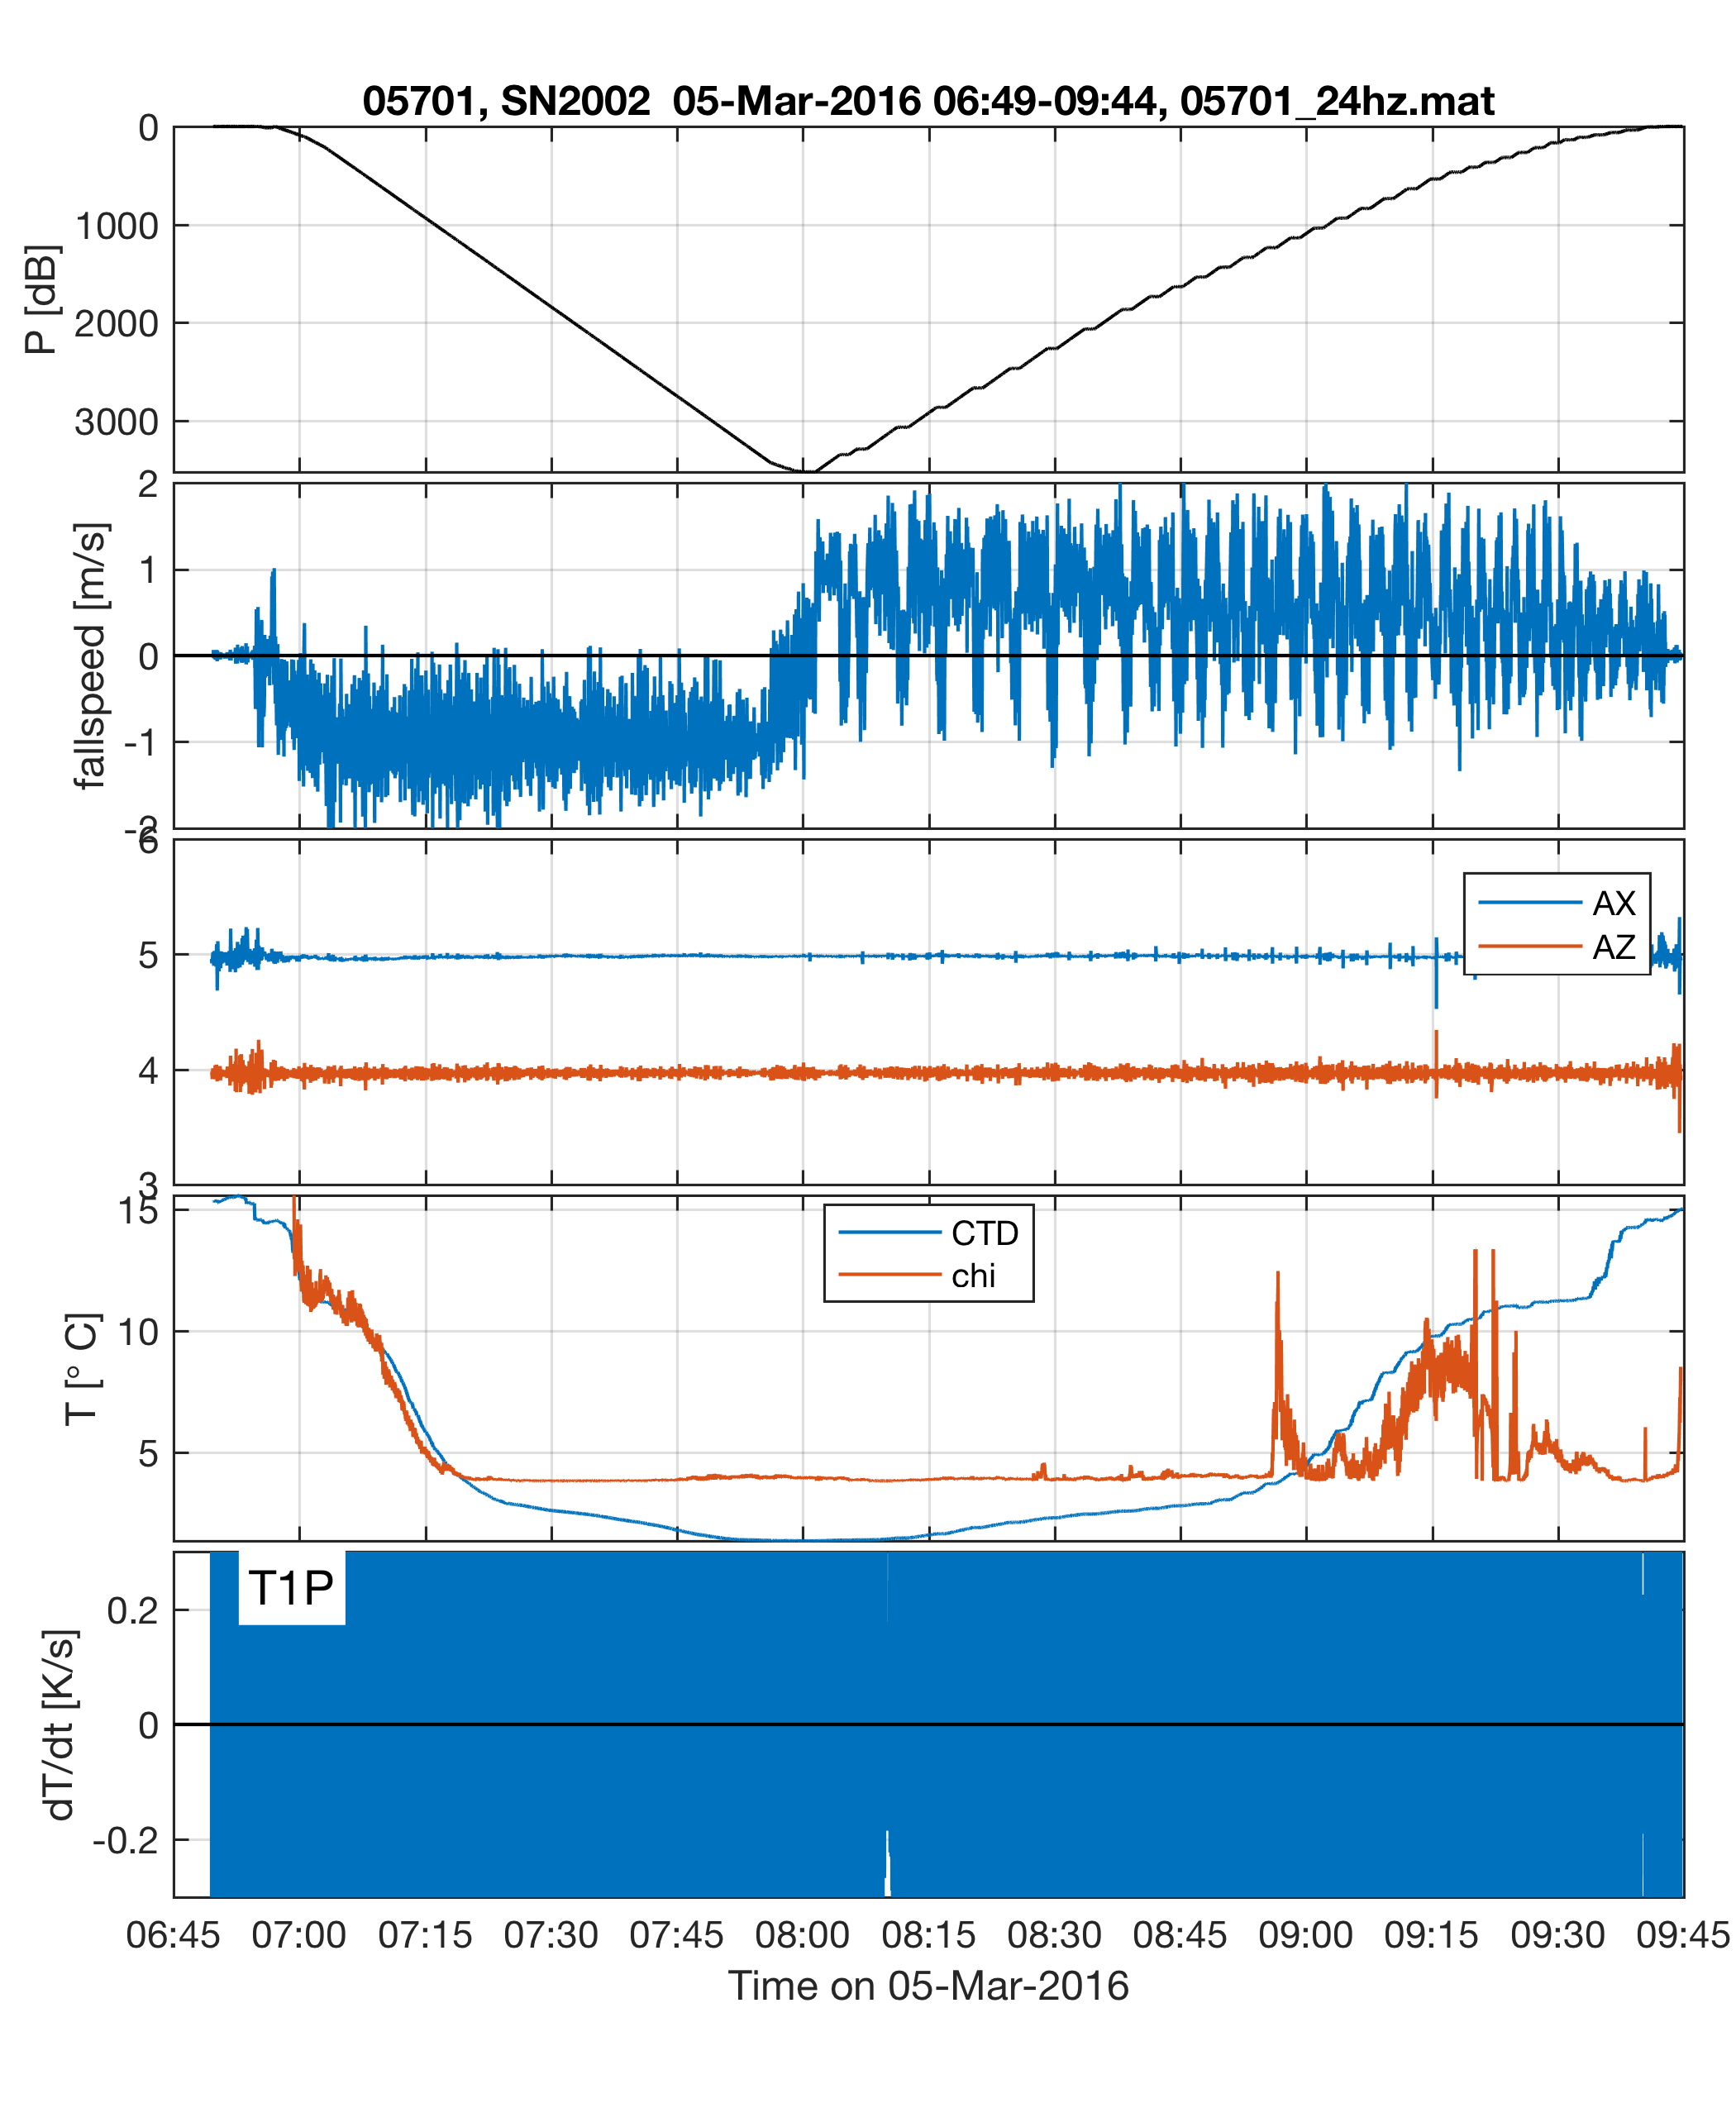 05701, SN2002  05-Mar-2016 06:49-09:44, 05701_24hz.mat
0
1000
2000
3000
P [dB]
2
1
0
-1
-2
fallspeed [m/s]
6
5
4
3
AX
AZ
15
10
5
T [° C]
CTD
chi
T1P
0.2
0
-0.2
dT/dt [K/s]
06:45 07:00 07:15 07:30 07:45 08:00 08:15 08:30 08:45 09:00 09:15 09:30 09:45
Time on 05-Mar-2016